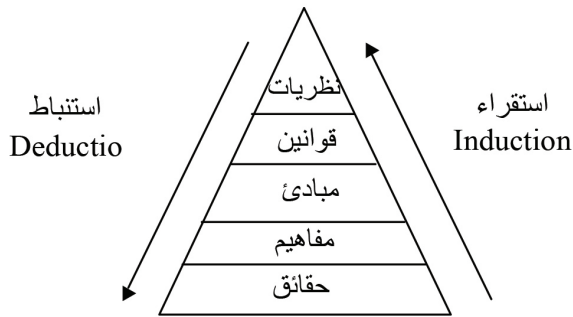 نظريات
استقراء
Induction
استنباط
Deductio
قوانين
مبادئ
مفاهيم
حقائق